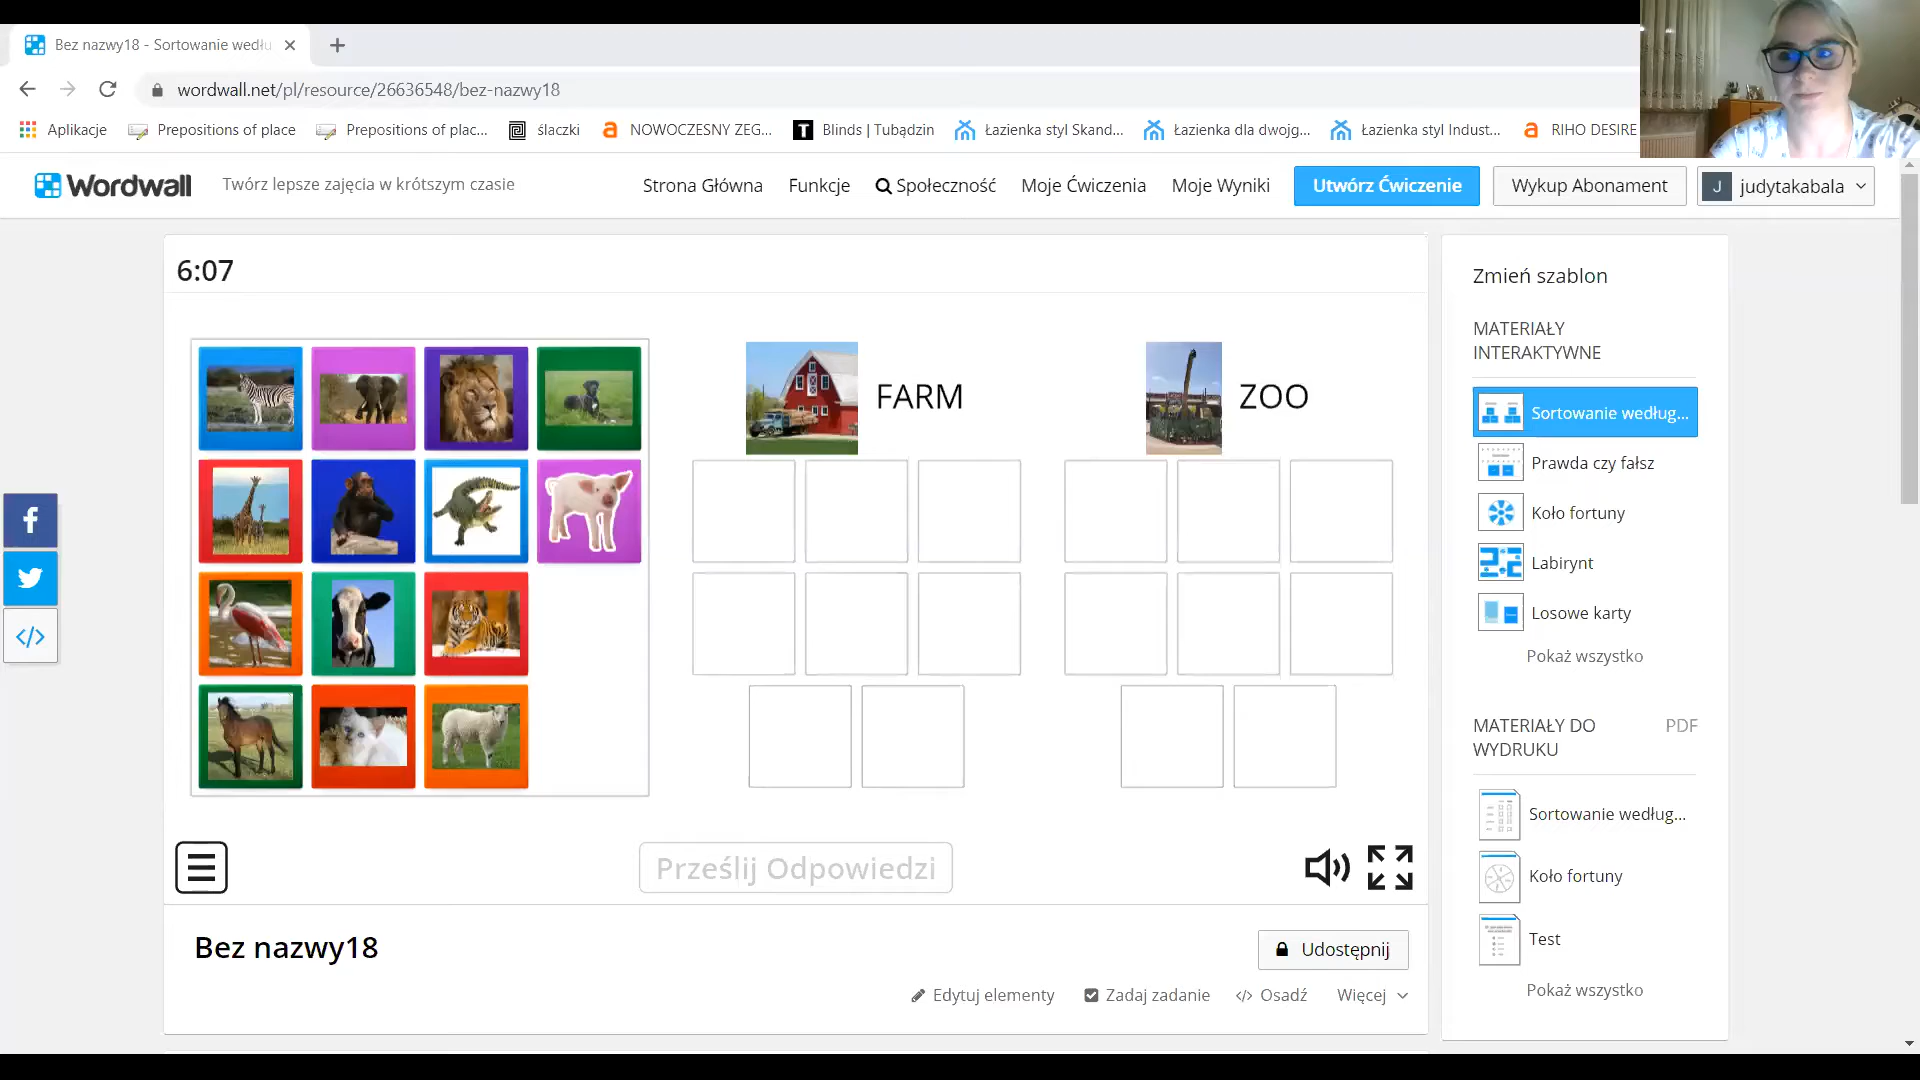 Bez nazwy18 - Sortowanie wedłu
wordwall.net/pl/resource/26636548/bez-nazwy18
Aplikacje
Prepositions of place
Prepositions of plac...
ślaczki
NOWOCZESNY ZEG...
Blinds | Tubądzin
Łazienka styl Skand...
Łazienka dla dwojg...
Łazienka styl Indust...
RIHO DESIRE
Wordwall
Twórz lepsze zajęcia w krótszym czasie
Strona Główna
Funkcje
Społeczność
Moje Ćwiczenia
Moje Wyniki
Utwórz Ćwiczenie
Wykup Abonament
J judytakabala
6:07
FARM
ZOO
Prześlij Odpowiedzi
Bez nazwy18
Udostępnij
Edytuj elementy
Zadaj zadanie
Osadź
Więcej
Zmień szablon
MATERIAŁY
INTERAKTYWNE
Sortowanie według...
Prawda czy fałsz
Koło fortuny
Labirynt
Losowe karty
Pokaż wszystko
MATERIAŁY DO
WYDRUKU
PDF
Sortowanie według...
Koło fortuny
Test
Pokaż wszystko